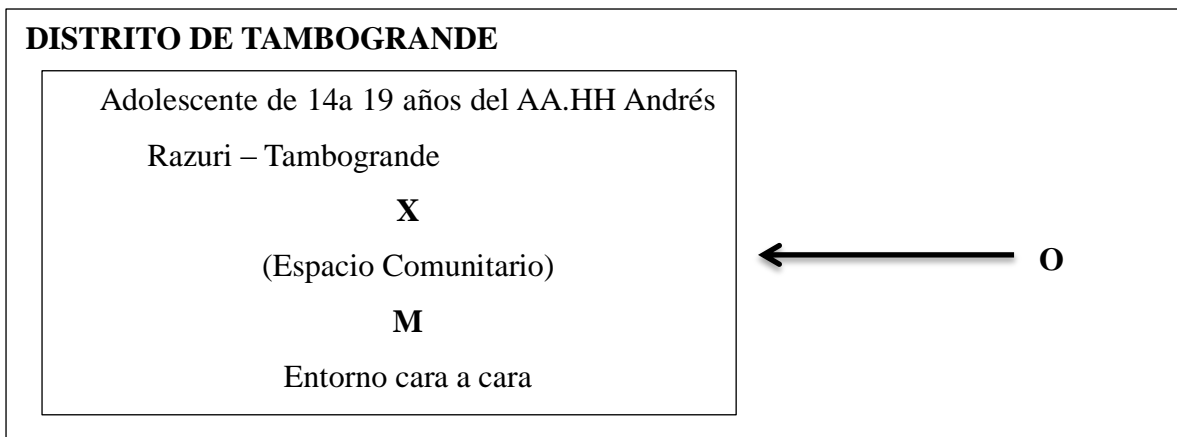 DISTRITO DE TAMBOGRANDE
Adolescente de 14a 19 años del AA.HH Andrés
Razuri – Tambogrande
X
(Espacio Comunitario)
O
M
Entorno cara a cara